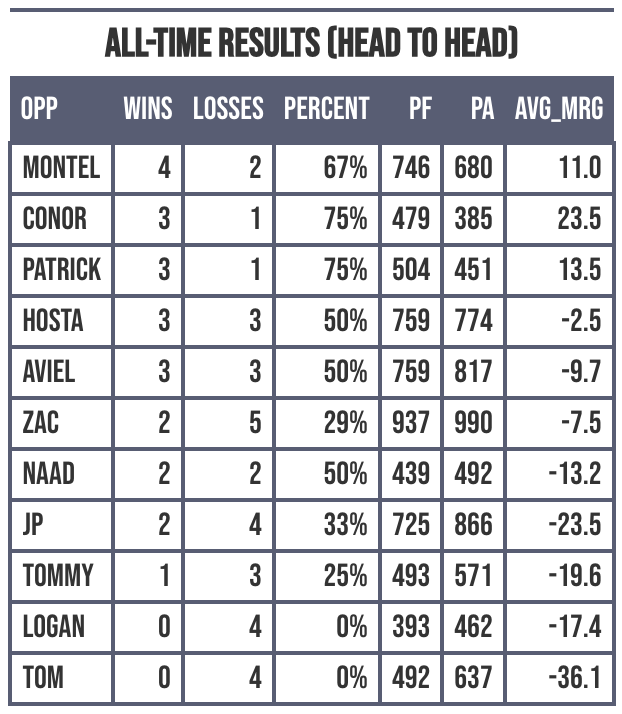 ALL-TIME RESULTS (HEAD TO HEAD)
OPP WINS LOSSES PERCENT PF PA AVG_MRG
MONTEL 4 2 67% 746 680 11.0
CONOR 3 1 75% 479 385 23.5
PATRICK 3 1 75% 504 451 13.5
HOSTA 3 3 50% 759 774 -2.5
AVIEL 3 3 50% 759 817 -9.7
ZAC 2 5 29% 937 990 -7.5
NAAD 2 2 50% 439 492 -13.2
JP 2 4 33% 725 866 -23.5
TOMMY 1 3 25% 493 571 -19.6
LOGAN 0 4 0% 393 462 -17.4
TOM 0 4 0% 492 637 -36.1